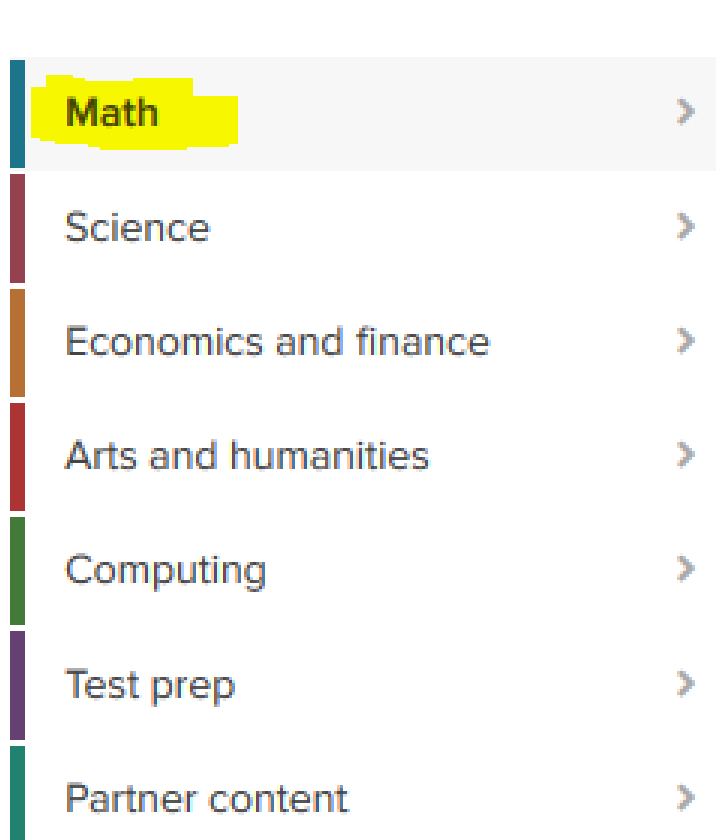 Math
Science
Economics and finance
Arts and humanities
Computing
Test prep
Partner content